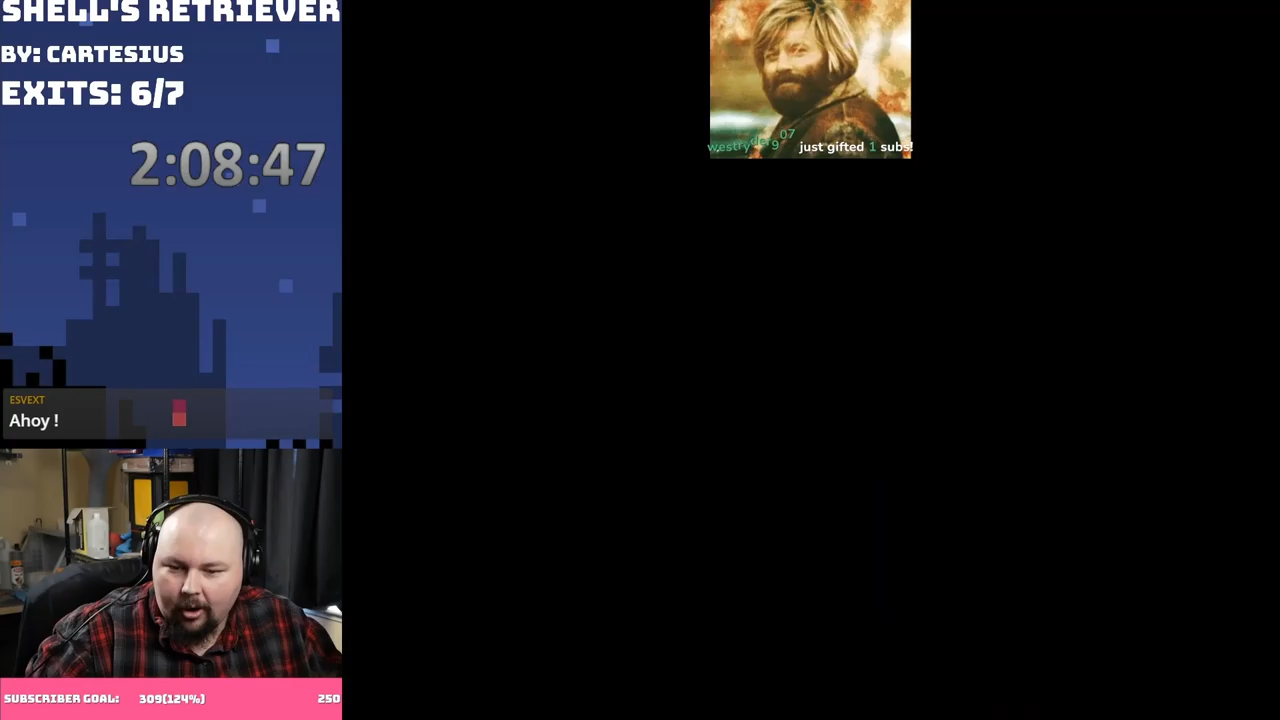 SHELL'S RETRIEVER
BY: CARTESIUS
EXITS: 6/7
2:08:47
westryder907 just gifted 1 subs!
ESVEXT
Ahoy !
SUBSCRIBER GOAL: 309(124%) 250